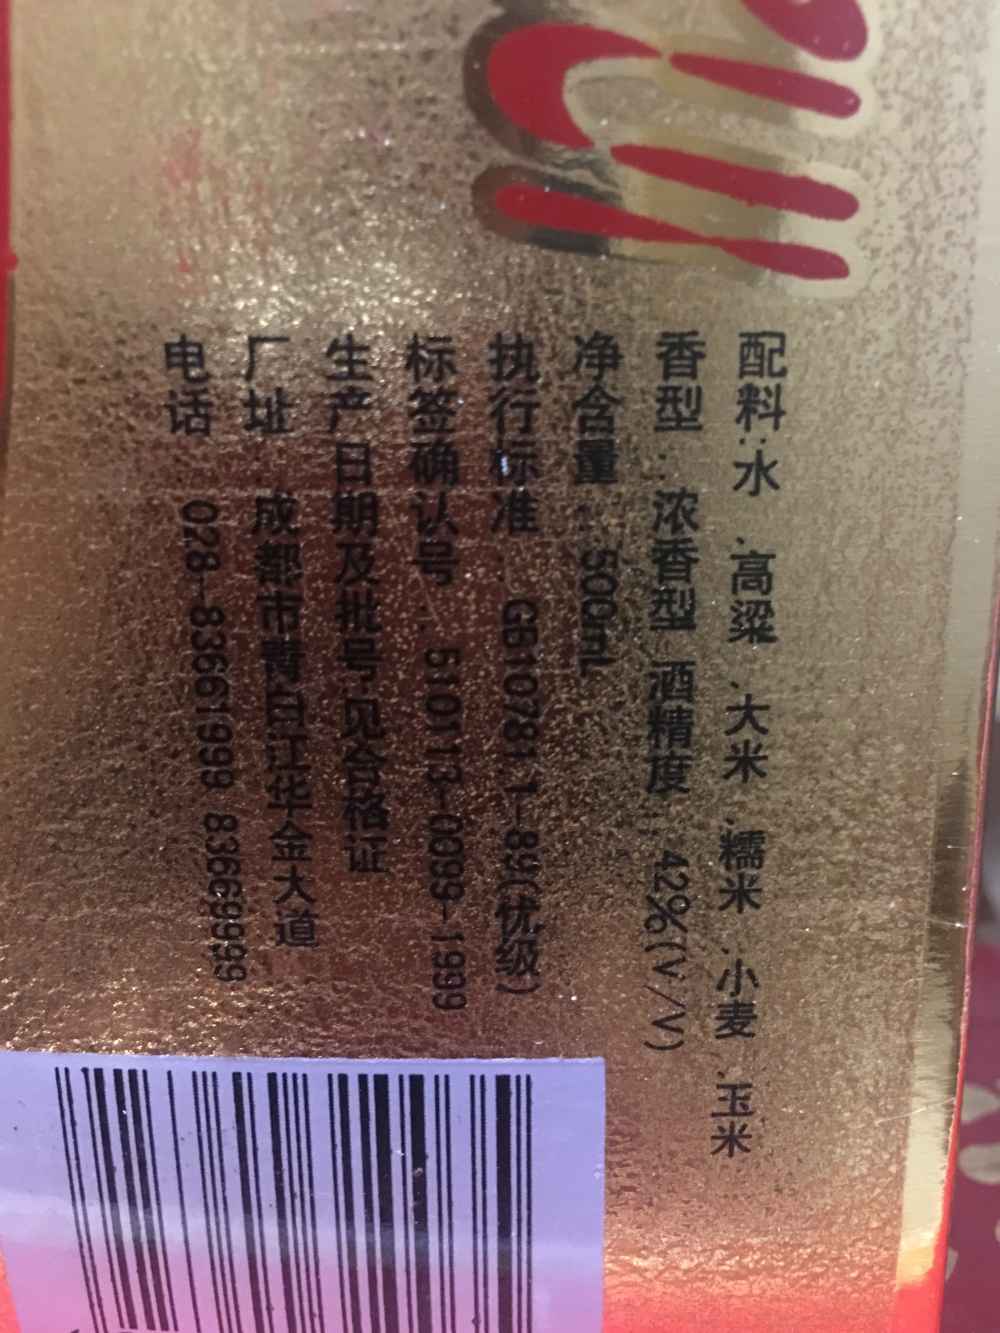 配料:水、高粱、大米、糯米、小麦、玉米
香型:浓香型 酒精度:42%(V/V)
净含量:500mL
执行标准:GB10781.1-89(优级)
标签确认号:510113-0099-1999
生产日期及批号见合格证
厂址:成都市青白江华金大道
电话:028-83661999 83669999